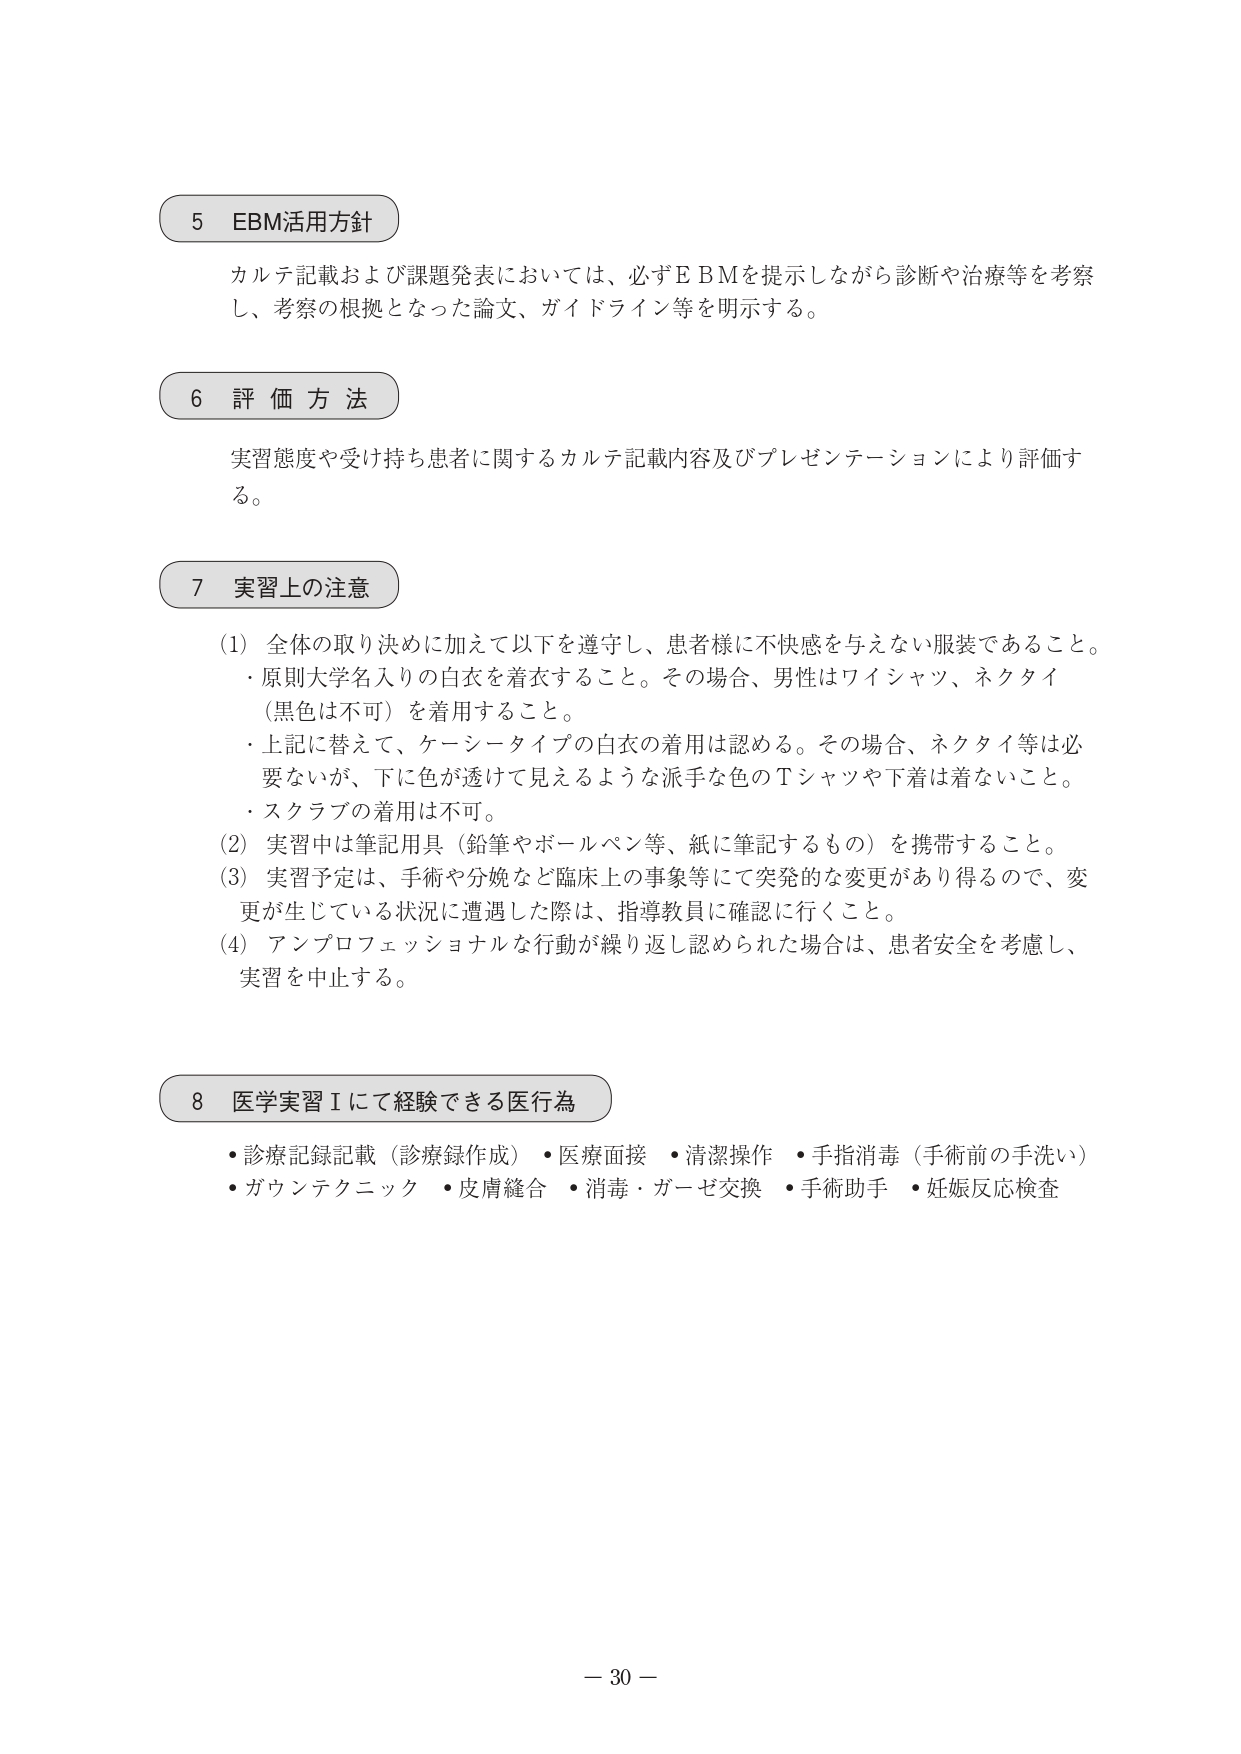 5 EBM活用方針
カルテ記載および課題発表においては、必ずＥＢＭを提示しながら診断や治療等を考察
し、考察の根拠となった論文、ガイドライン等を明示する。
6 評 価 方 法
実習態度や受け持ち患者に関するカルテ記載内容及びプレゼンテーションにより評価す
る。
7 実習上の注意
（1） 全体の取り決めに加えて以下を遵守し、患者様に不快感を与えない服装であること。
・原則大学名入りの白衣を着衣すること。その場合、男性はワイシャツ、ネクタイ
（黒色は不可）を着用すること。
・上記に替えて、ケーシータイプの白衣の着用は認める。その場合、ネクタイ等は必
要ないが、下に色が透けて見えるような派手な色のＴシャツや下着は着ないこと。
・スクラブの着用は不可。
（2） 実習中は筆記用具（鉛筆やボールペン等、紙に筆記するもの）を携帯すること。
（3） 実習予定は、手術や分娩など臨床上の事象等にて突発的な変更があり得るので、変
更が生じている状況に遭遇した際は、指導教員に確認に行くこと。
（4） アンプロフェッショナルな行動が繰り返し認められた場合は、患者安全を考慮し、
実習を中止する。
8 医学実習Ⅰにて経験できる医行為
•診療記録記載（診療録作成） •医療面接 •清潔操作 •手指消毒（手術前の手洗い）
•ガウンテクニック •皮膚縫合 •消毒・ガーゼ交換 •手術助手 •妊娠反応検査
― 30 ―